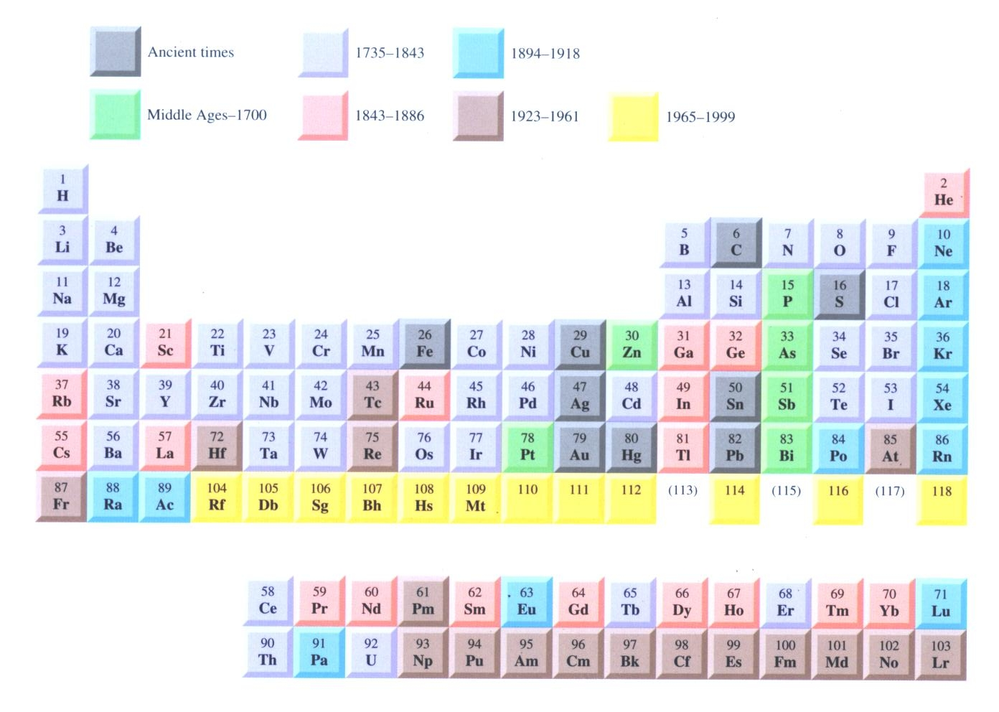 Ancient times 1735–1843 1894–1918
Middle Ages–1700 1843–1886 1923–1961 1965–1999
1 2
H He
3 4 5 6 7 8 9 10
Li Be B C N O F Ne
11 12 13 14 15 16 17 18
Na Mg Al Si P S Cl Ar
19 20 21 22 23 24 25 26 27 28 29 30 31 32 33 34 35 36
K Ca Sc Ti V Cr Mn Fe Co Ni Cu Zn Ga Ge As Se Br Kr
37 38 39 40 41 42 43 44 45 46 47 48 49 50 51 52 53 54
Rb Sr Y Zr Nb Mo Tc Ru Rh Pd Ag Cd In Sn Sb Te I Xe
55 56 57 72 73 74 75 76 77 78 79 80 81 82 83 84 85 86
Cs Ba La Hf Ta W Re Os Ir Pt Au Hg Tl Pb Bi Po At Rn
87 88 89 104 105 106 107 108 109 110 111 112 (113) 114 (115) 116 (117) 118
Fr Ra Ac Rf Db Sg Bh Hs Mt
58 59 60 61 62 63 64 65 66 67 68 69 70 71
Ce Pr Nd Pm Sm Eu Gd Tb Dy Ho Er Tm Yb Lu
90 91 92 93 94 95 96 97 98 99 100 101 102 103
Th Pa U Np Pu Am Cm Bk Cf Es Fm Md No Lr